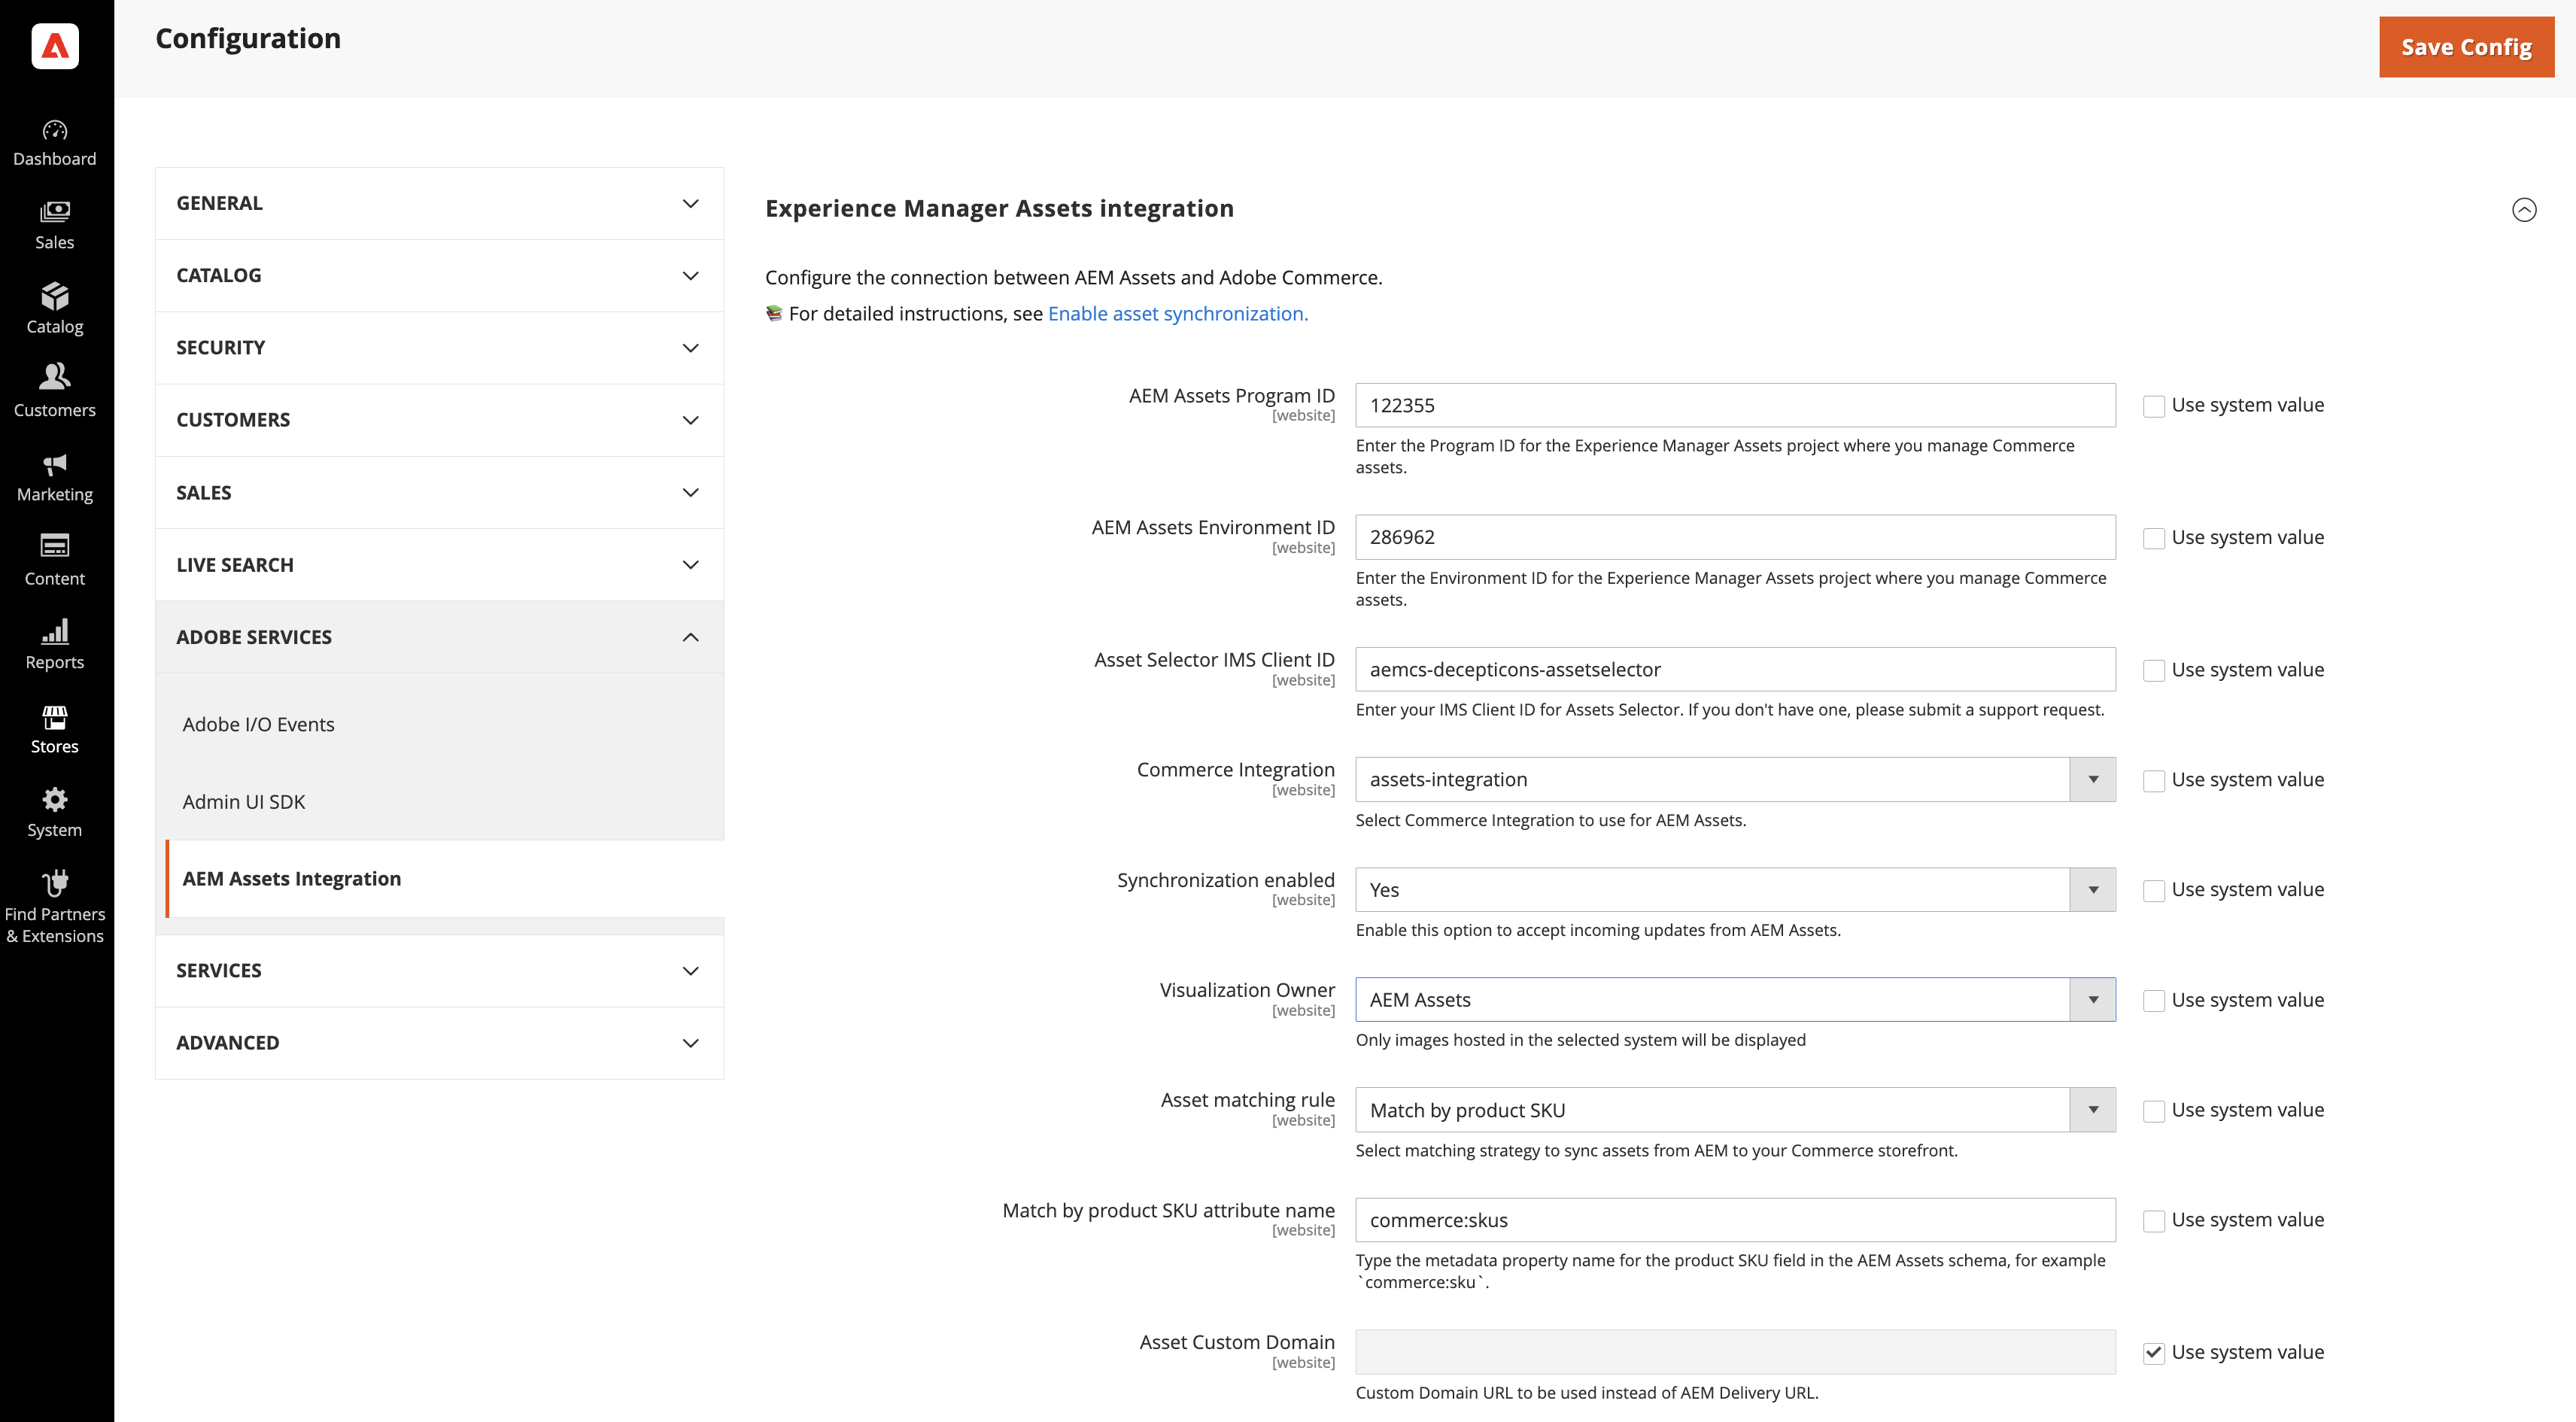 Configuration
Save Config
Dashboard
Sales
Catalog
Customers
Marketing
Content
Reports
Stores
System
Find Partners
& Extensions
GENERAL
CATALOG
SECURITY
CUSTOMERS
SALES
LIVE SEARCH
ADOBE SERVICES
Adobe I/O Events
Admin UI SDK
AEM Assets Integration
SERVICES
ADVANCED
Experience Manager Assets integration
Configure the connection between AEM Assets and Adobe Commerce.
For detailed instructions, see Enable asset synchronization.
AEM Assets Program ID
[website]
122355
Use system value
Enter the Program ID for the Experience Manager Assets project where you manage Commerce
assets.
AEM Assets Environment ID
[website]
286962
Use system value
Enter the Environment ID for the Experience Manager Assets project where you manage Commerce
assets.
Asset Selector IMS Client ID
[website]
aemcs-decepticons-assetselector
Use system value
Enter your IMS Client ID for Assets Selector. If you don't have one, please submit a support request.
Commerce Integration
[website]
assets-integration
Use system value
Select Commerce Integration to use for AEM Assets.
Synchronization enabled
[website]
Yes
Use system value
Enable this option to accept incoming updates from AEM Assets.
Visualization Owner
[website]
AEM Assets
Use system value
Only images hosted in the selected system will be displayed
Asset matching rule
[website]
Match by product SKU
Use system value
Select matching strategy to sync assets from AEM to your Commerce storefront.
Match by product SKU attribute name
[website]
commerce:skus
Use system value
Type the metadata property name for the product SKU field in the AEM Assets schema, for example
`commerce:sku`.
Asset Custom Domain
[website]
Use system value
Custom Domain URL to be used instead of AEM Delivery URL.